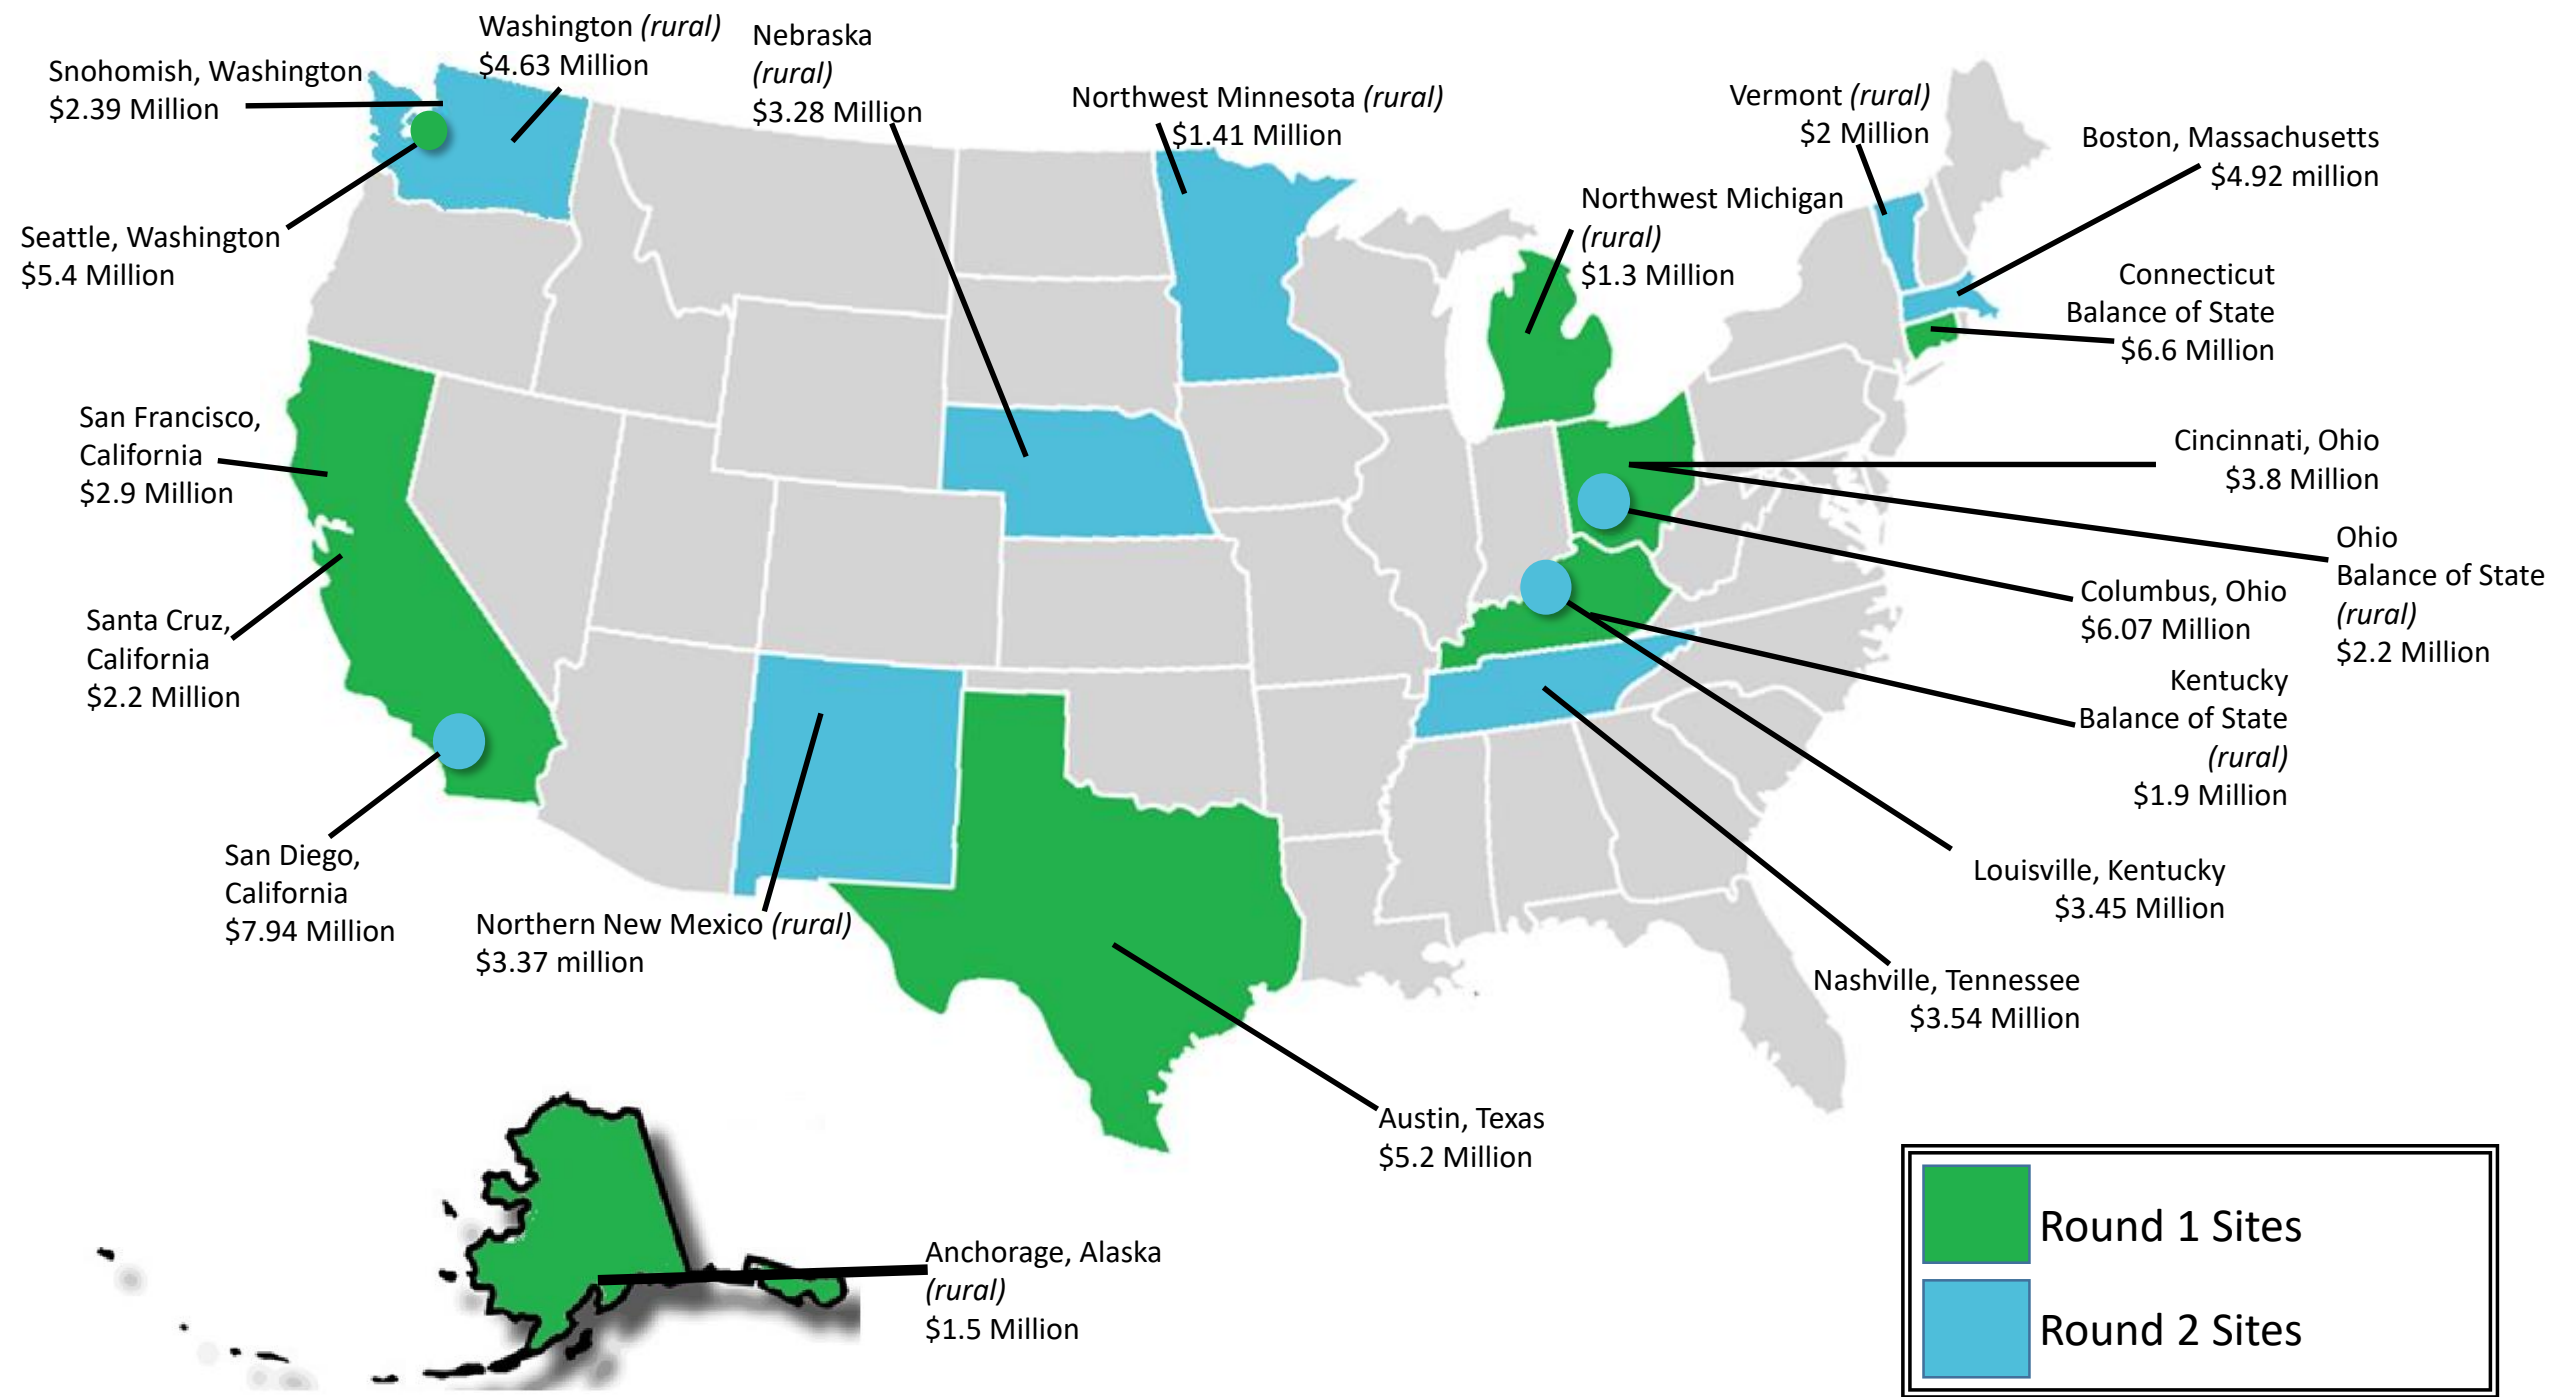 Washington (rural)
$4.63 Million
Nebraska
(rural)
$3.28 Million
Snohomish, Washington
$2.39 Million
Northwest Minnesota (rural)
$1.41 Million
Vermont (rural)
$2 Million
Boston, Massachusetts
$4.92 million
Northwest Michigan
(rural)
$1.3 Million
Seattle, Washington
$5.4 Million
Connecticut
Balance of State
$6.6 Million
San Francisco,
California
$2.9 Million
Cincinnati, Ohio
$3.8 Million
Ohio
Balance of State
(rural)
$2.2 Million
Columbus, Ohio
$6.07 Million
Santa Cruz,
California
$2.2 Million
Kentucky
Balance of State
(rural)
$1.9 Million
San Diego,
California
$7.94 Million
Louisville, Kentucky
$3.45 Million
Northern New Mexico (rural)
$3.37 million
Nashville, Tennessee
$3.54 Million
Austin, Texas
$5.2 Million
Anchorage, Alaska
(rural)
$1.5 Million
Round 1 Sites
Round 2 Sites